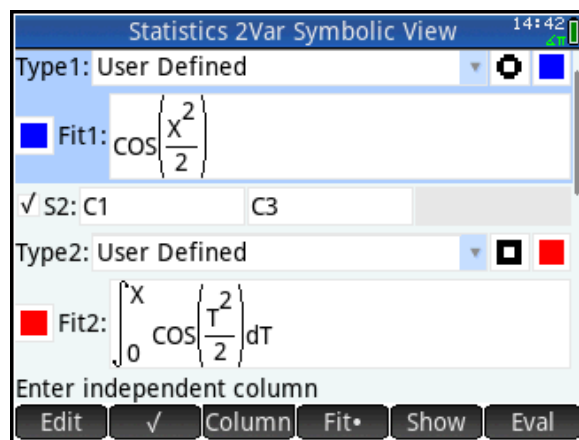 Statistics 2Var Symbolic View 14:42
∡π
Type1: User Defined
Fit1: COS(X²/2)
√ S2: C1 C3
Type2: User Defined
Fit2: ∫₀ˣ COS(T²/2)dT
Enter independent column
Edit √ Column Fit• Show Eval